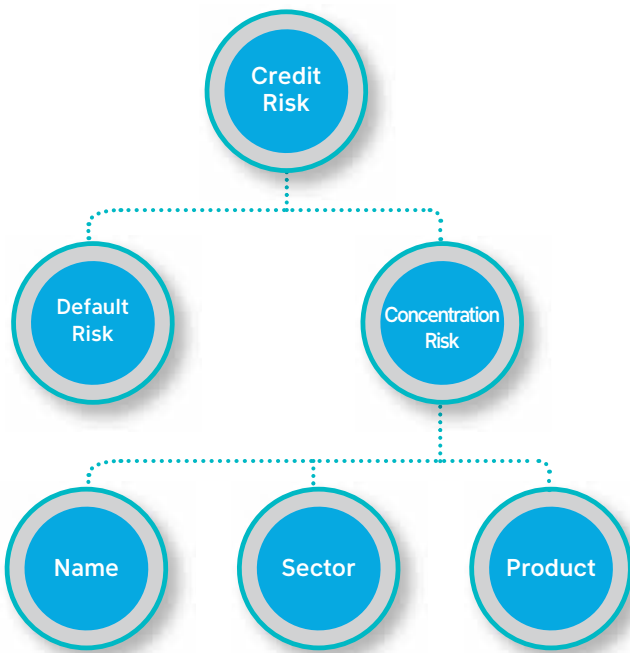 Credit
Risk
Default
Risk
Concentration
Risk
Name
Sector
Product